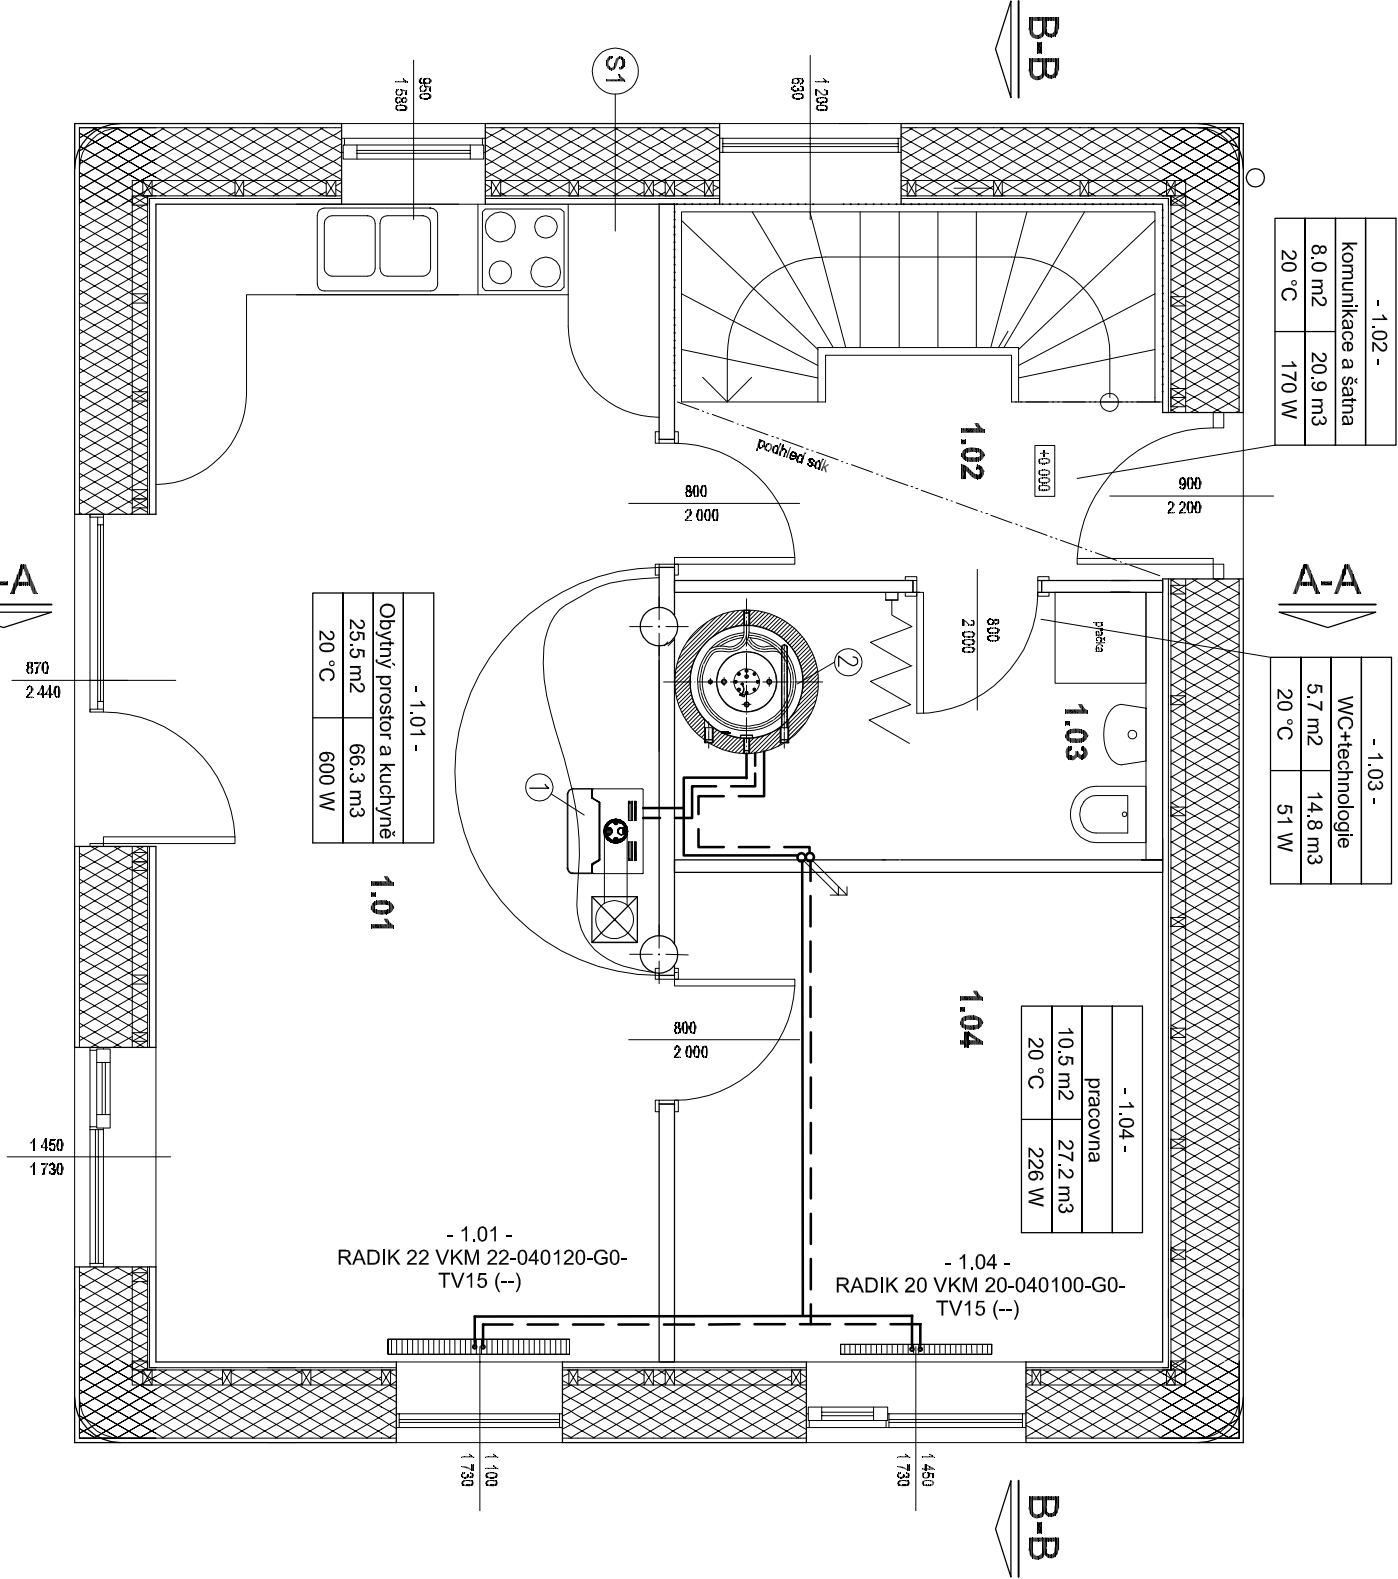 B-B
S1
950
1 580
1 200
630
- 1.02 -
komunikace a šatna
8.0 m2 20.9 m3
20 °C 170 W
1.02
+0 000
podhled sdk
800
2 000
900
2 200
A-A
-A
- 1.03 -
WC+technologie
5.7 m2 14.8 m3
20 °C 51 W
800
2 000
pračka
1.03
2
1
- 1.01 -
Obytný prostor a kuchyně
25.5 m2 66.3 m3
20 °C 600 W
870
2 440
1.01
1.04
- 1.04 -
pracovna
10.5 m2 27.2 m3
20 °C 226 W
800
2 000
1 450
1 730
- 1.01 -
RADIK 22 VKM 22-040120-G0-
TV15 (--)
- 1.04 -
RADIK 20 VKM 20-040100-G0-
TV15 (--)
1 100
1 730
1 450
1 730
B-B